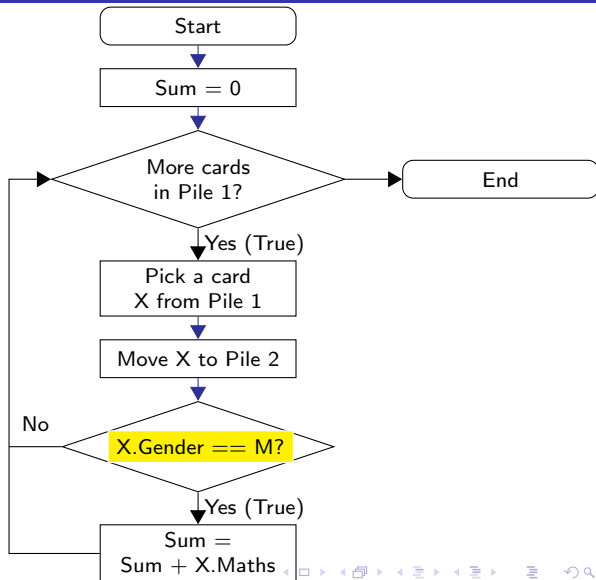 Start
Sum = 0
More cards
in Pile 1?
End
Yes (True)
Pick a card
X from Pile 1
Move X to Pile 2
No
X.Gender == M?
Yes (True)
Sum =
Sum + X.Maths